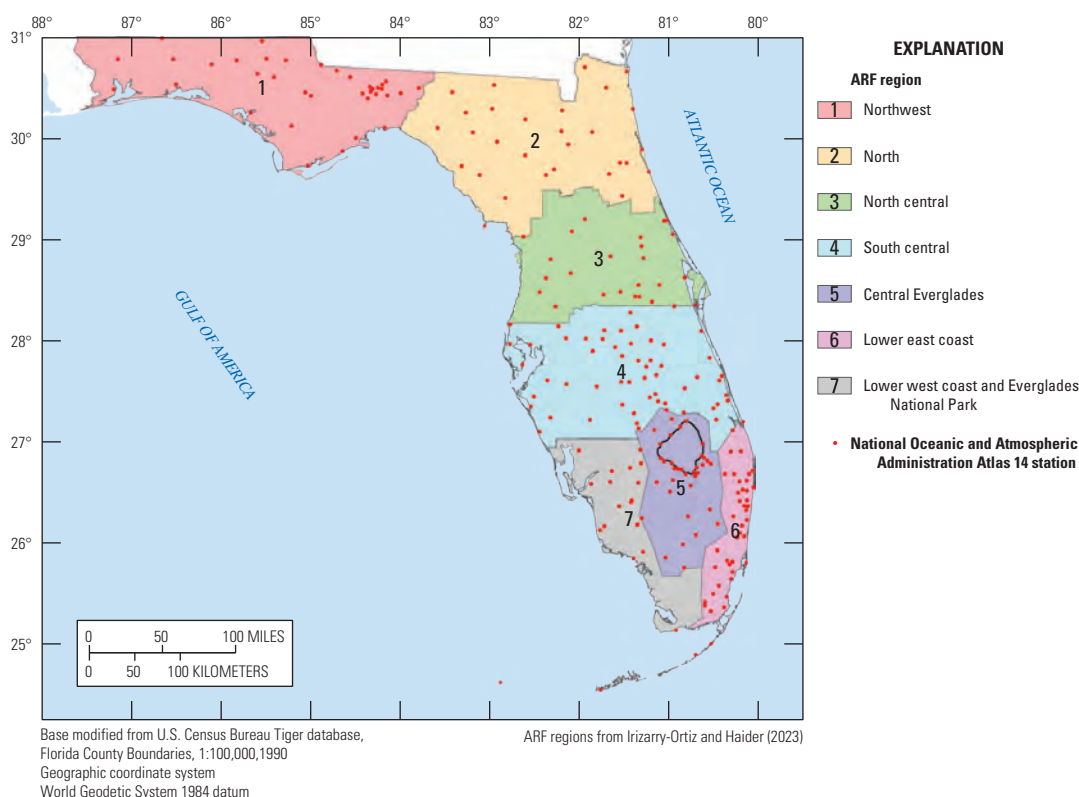 88° 87° 86° 85° 84° 83° 82° 81° 80°
31°
30°
29°
28°
27°
26°
25°
1
2
3
4
5
6
7
ATLANTIC OCEAN
GULF OF AMERICA
0 50 100 MILES
0 50 100 KILOMETERS
EXPLANATION
ARF region
1 Northwest
2 North
3 North central
4 South central
5 Central Everglades
6 Lower east coast
7 Lower west coast and Everglades
National Park
National Oceanic and Atmospheric
Administration Atlas 14 station
Base modified from U.S. Census Bureau Tiger database,
Florida County Boundaries, 1:100,000,1990
Geographic coordinate system
World Geodetic System 1984 datum
ARF regions from Irizarry-Ortiz and Haider (2023)